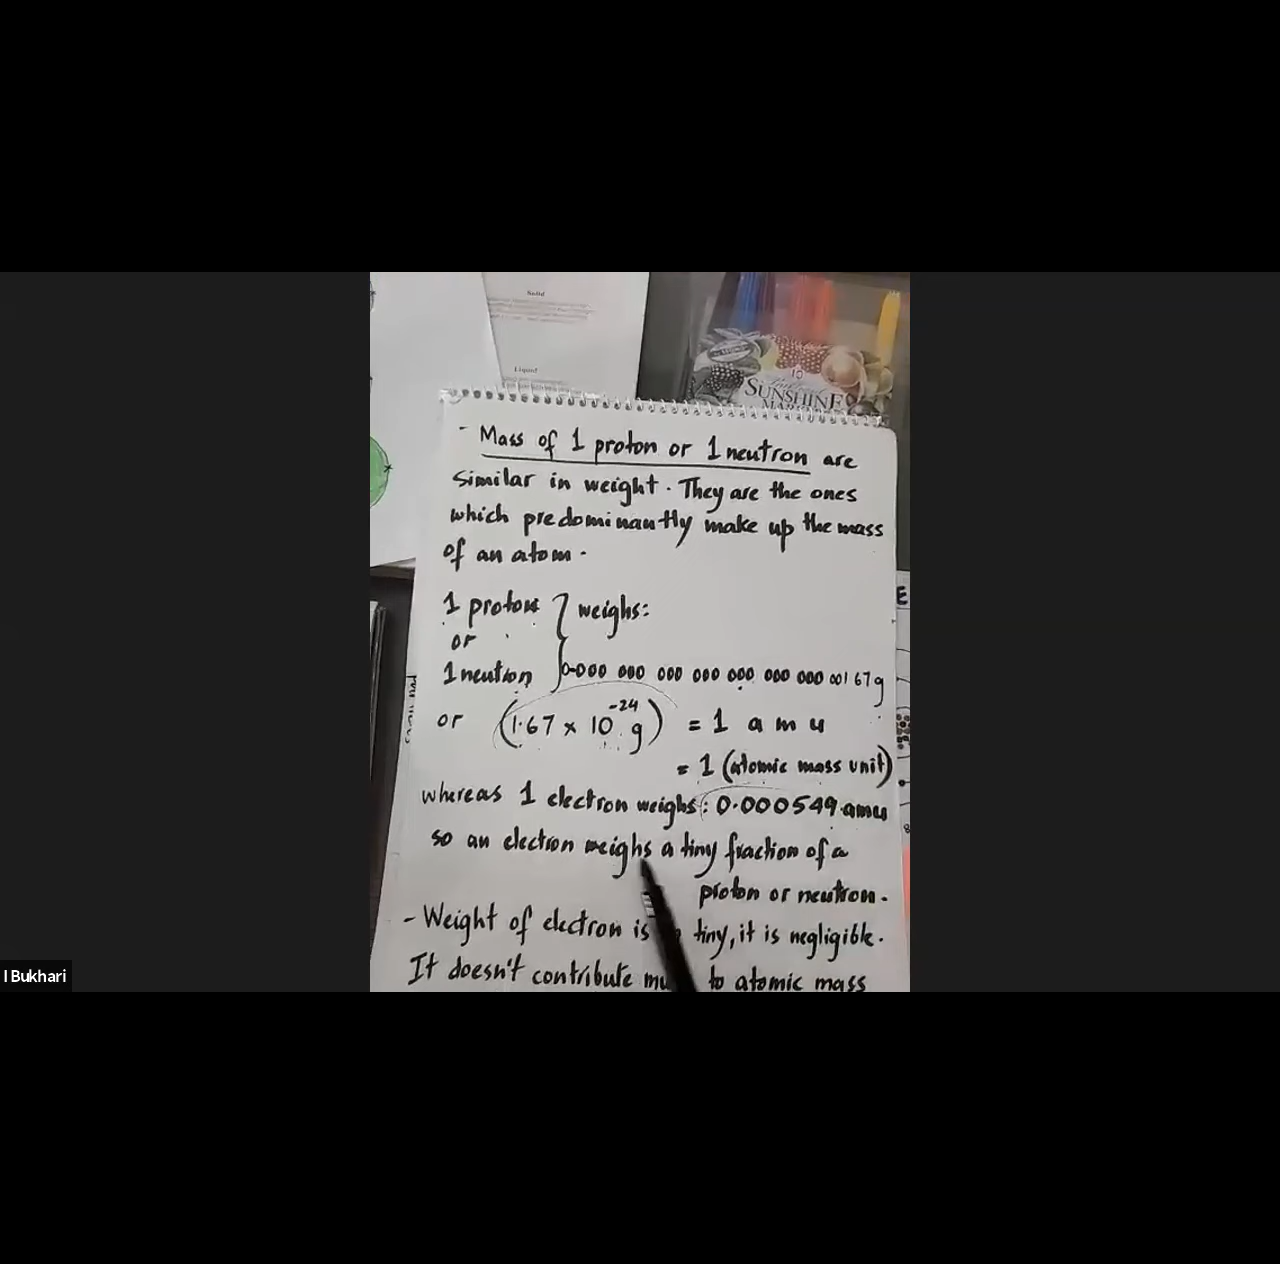 Solid
Liquid
10
SUNSHINE
- Mass of 1 proton or 1 neutron are
similar in weight. They are the ones
which predominantly make up the mass
of an atom.
1 proton } weighs:
or
1 neutron } 0.000 000 000 000 000 000 000 00167g
or (1.67 x 10⁻²⁴ g) = 1 a m u
= 1 (atomic mass unit)
whereas 1 electron weighs: 0.000549 amu
so an electron weighs a tiny fraction of a
proton or neutron.
- Weight of electron is tiny, it is negligible.
It doesn't contribute to atomic mass
I Bukhari